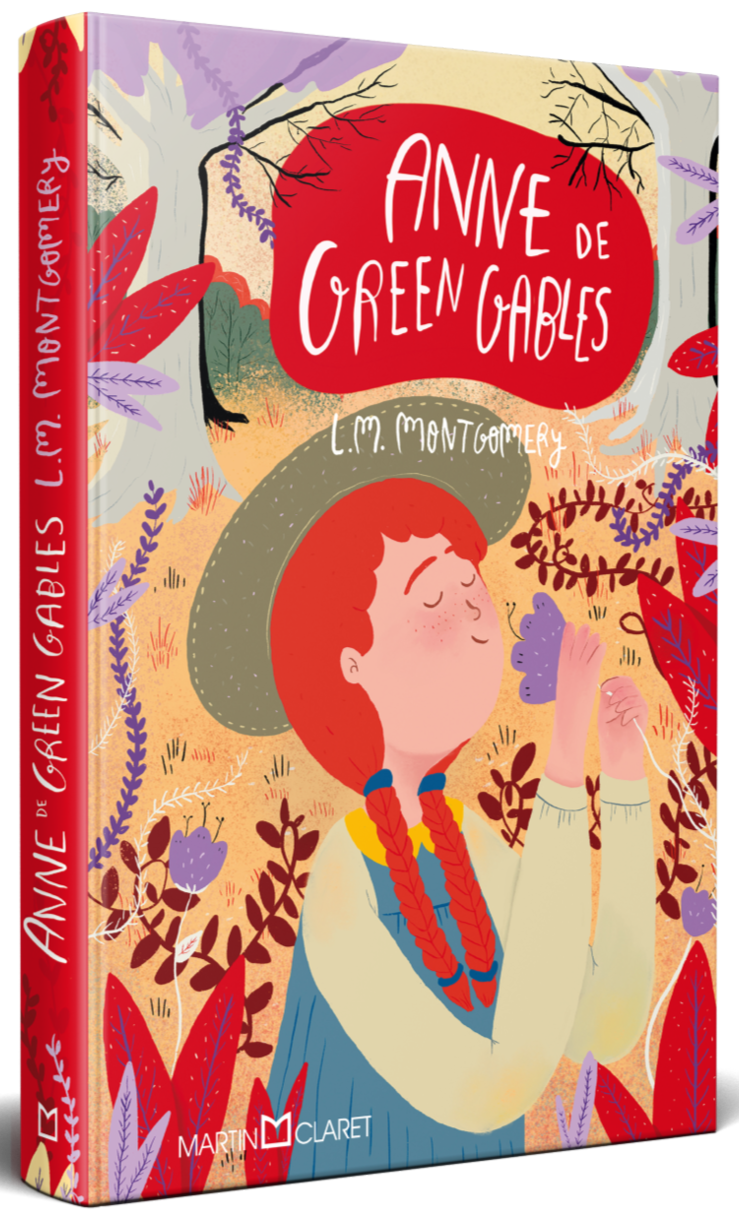 ANNE DE
GREEN GABLES
L.M. MONTGOMERY
MARTIN CLARET
ANNE DE GREEN GABLES L.M. MONTGOMERY